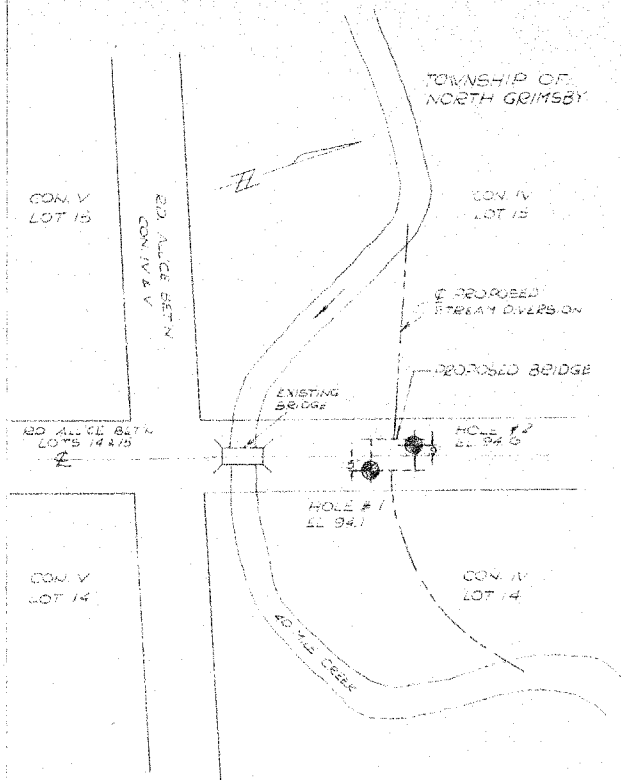 TOWNSHIP OF
NORTH GRIMSBY
CON. V
LOT 15
RD. ALL'CE BET'N
CON. IV & V
CON. IV
LOT 15
℄ PROPOSED
STREAM DIVERSION
PROPOSED BRIDGE
EXISTING
BRIDGE
RD ALL'CE BET'N
LOTS 14 & 15
℄
HOLE #2
EL 94.6
HOLE #1
EL 94.1
CON. V
LOT 14
CON. IV
LOT 14
40 MILE CREEK